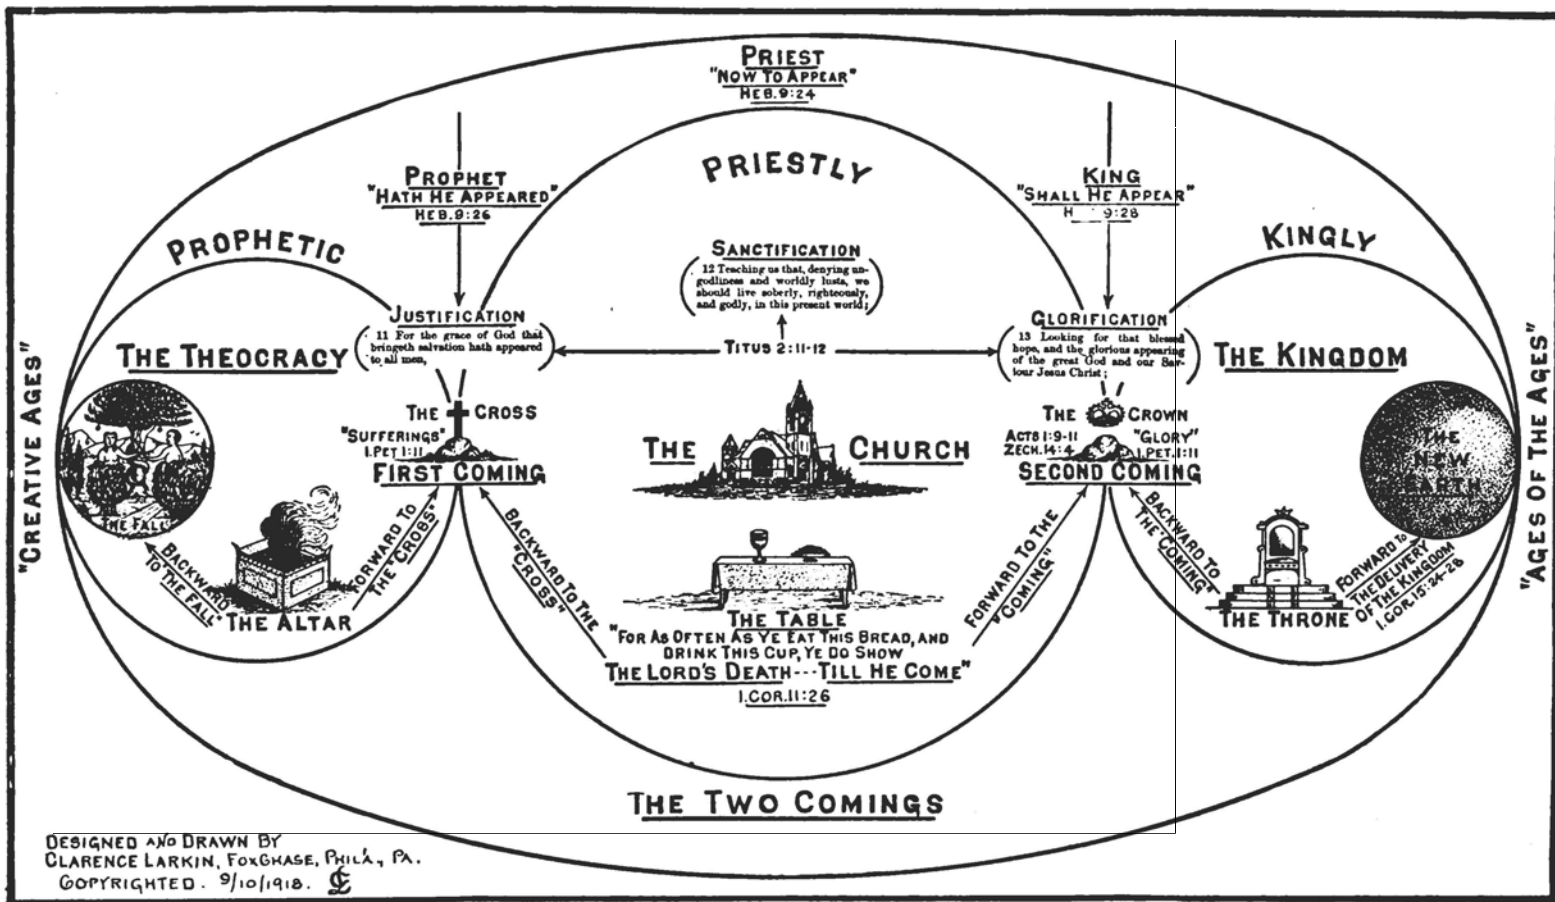 PRIEST
"NOW TO APPEAR"
HEB. 9:24
PROPHET
"HATH HE APPEARED"
HEB. 9:26
PRIESTLY
KING
"SHALL HE APPEAR"
H 9:28
PROPHETIC
KINGLY
SANCTIFICATION
12 Teaching us that, denying un-
godliness and worldly lusts, we
should live soberly, righteously,
and godly, in this present world;
JUSTIFICATION
11 For the grace of God that
bringeth salvation hath appeared
to all men,
TITUS 2:11-12
GLORIFICATION
13 Looking for that blessed
hope, and the glorious appearing
of the great God and our Sav-
iour Jesus Christ;
"CREATIVE AGES"
THE THEOCRACY
THE KINGDOM
"AGES OF THE AGES"
THE CROSS
"SUFFERINGS"
1.PET 1:11
FIRST COMING
THE CHURCH
THE CROWN
ACTS 1:9-11
ZECH.14:4
"GLORY"
1.PET.1:11
SECOND COMING
THE
NEW
EARTH
THE FALL
BACKWARD
TO THE FALL"
THE ALTAR
FORWARD TO
THE "CROSS"
BACKWARD TO THE
"CROSS"
THE TABLE
"FOR AS OFTEN AS YE EAT THIS BREAD, AND
DRINK THIS CUP, YE DO SHOW
THE LORD'S DEATH---TILL HE COME"
1.COR.11:26
FORWARD TO THE
"COMING"
BACKWARD TO
THE COMING"
THE THRONE
FORWARD TO
THE DELIVERY
OF THE KINGDOM
1.COR.15:24-28
THE TWO COMINGS
DESIGNED AND DRAWN BY
CLARENCE LARKIN, FOXCHASE, PHIL'A., PA.
COPYRIGHTED. 9/10/1918.